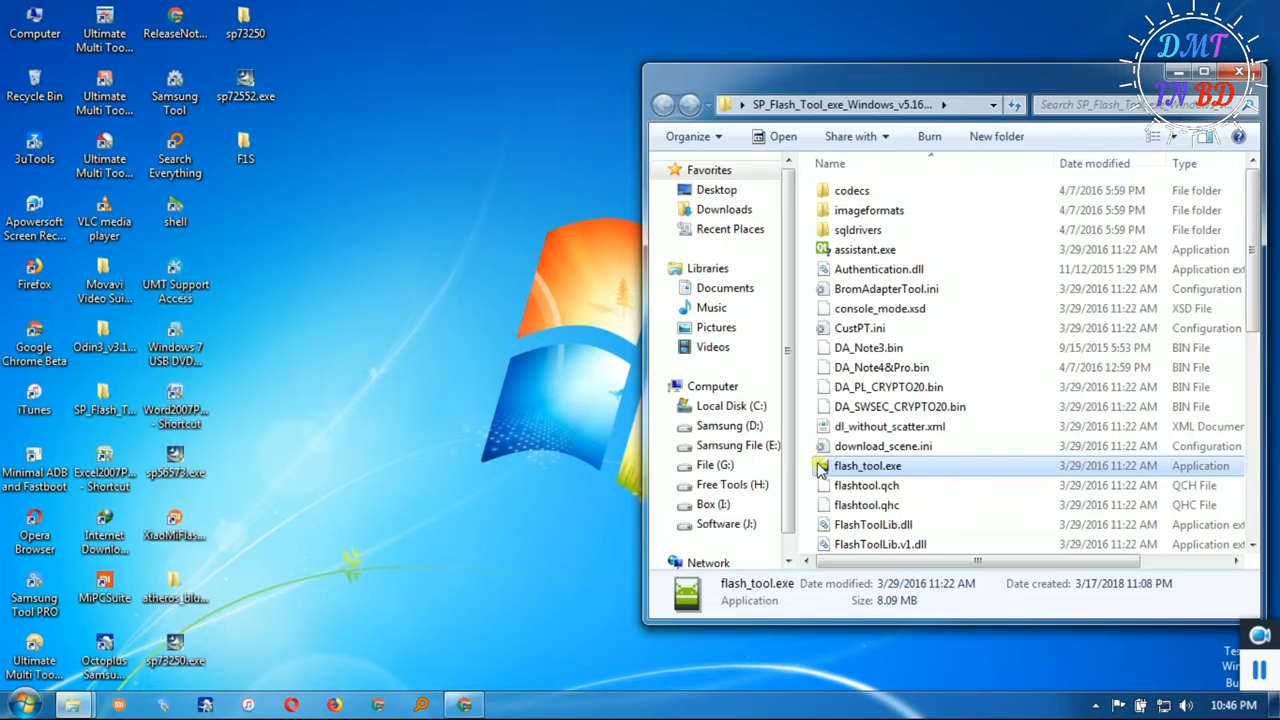 Computer
Ultimate
Multi Too...
ReleaseNot...
sp73250
Recycle Bin
Ultimate
Multi Too...
Samsung
Tool
sp72552.exe
3uTools
Ultimate
Multi Too...
Search
Everything
F1S
Apowersoft
Screen Rec...
VLC media
player
shell
Firefox
Movavi
Video Sui...
UMT Support
Access
Google
Chrome Beta
Odin3_v3.1...
Windows 7
USB DVD...
iTunes
SP_Flash_T...
Word2007P...
- Shortcut
Minimal ADB
and Fastboot
Excel2007P...
- Shortcut
sp56573.exe
Opera
Browser
Internet
Downlo...
XiaoMiFlas...
Samsung
Tool PRO
MiPCSuite
atheros_blu...
Ultimate
Multi Too...
Octoplus
Samsu...
sp73250.exe
DMT
IN BD
SP_Flash_Tool_exe_Windows_v5.16...
Organize
Open
Share with
Burn
New folder
Favorites
Desktop
Downloads
Recent Places
Libraries
Documents
Music
Pictures
Videos
Computer
Local Disk (C:)
Samsung (D:)
Samsung File (E:)
File (G:)
Free Tools (H:)
Box (I:)
Software (J:)
Network
Name Date modified Type
codecs 4/7/2016 5:59 PM File folder
imageformats 4/7/2016 5:59 PM File folder
sqldrivers 4/7/2016 5:59 PM File folder
assistant.exe 3/29/2016 11:22 AM Application
Authentication.dll 11/12/2015 1:29 PM Application ext
BromAdapterTool.ini 3/29/2016 11:22 AM Configuration
console_mode.xsd 3/29/2016 11:22 AM XSD File
CustPT.ini 3/29/2016 11:22 AM Configuration
DA_Note3.bin 9/15/2015 5:53 PM BIN File
DA_Note4&Pro.bin 4/7/2016 12:59 PM BIN File
DA_PL_CRYPTO20.bin 3/29/2016 11:22 AM BIN File
DA_SWSEC_CRYPTO20.bin 3/29/2016 11:22 AM BIN File
dl_without_scatter.xml 3/29/2016 11:22 AM XML Documen
download_scene.ini 3/29/2016 11:22 AM Configuration
flash_tool.exe 3/29/2016 11:22 AM Application
flashtool.qch 3/29/2016 11:22 AM QCH File
flashtool.qhc 3/29/2016 11:22 AM QHC File
FlashToolLib.dll 3/29/2016 11:22 AM Application ext
FlashToolLib.v1.dll 3/29/2016 11:22 AM Application ext
flash_tool.exe Date modified: 3/29/2016 11:22 AM Date created: 3/17/2018 11:08 PM
Application Size: 8.09 MB
Tes
Win
Bu
10:46 PM